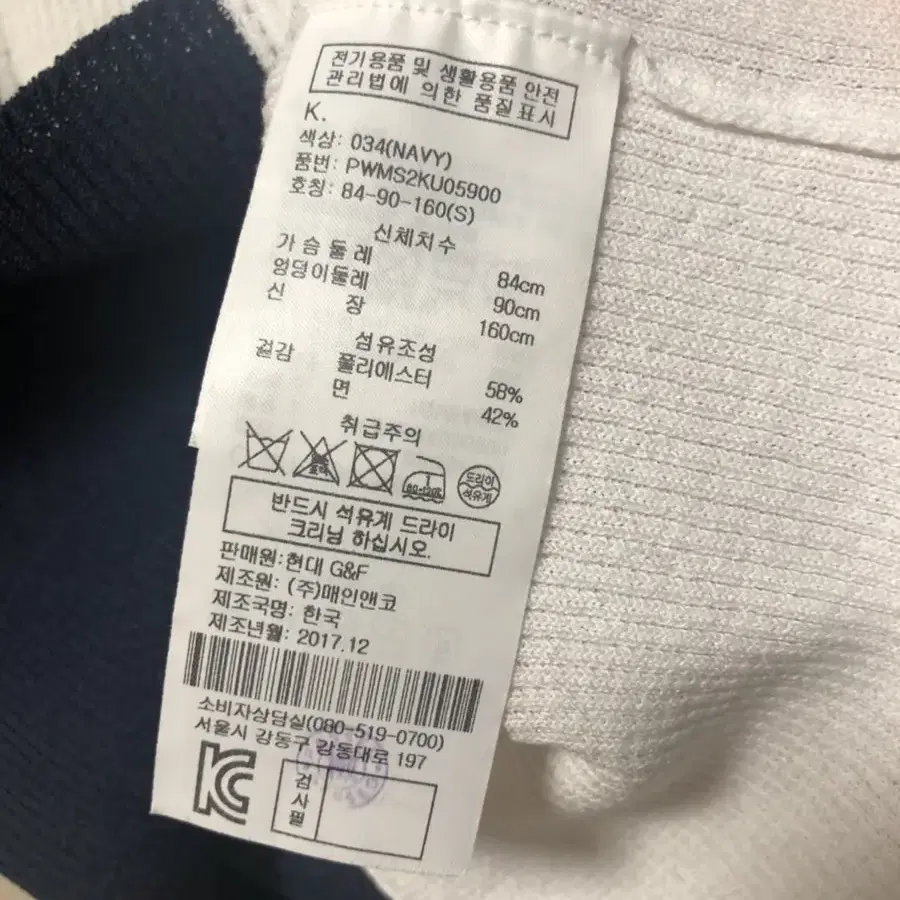 전기용품 및 생활용품 안전
관리법에 의한 품질표시
K.
색상: 034(NAVY)
품번: PWMS2KU05900
호칭: 84-90-160(S)
신체치수
가슴둘레 84cm
엉덩이둘레 90cm
신 장 160cm
섬유조성
겉감 폴리에스터 58%
면 42%
취급주의
드라이
석유계
반드시 석유계 드라이
크리닝 하십시오.
판매원:현대 G&F
제조원: (주)매인앤코
제조국명: 한국
제조년월: 2017.12
소비자상담실(080-519-0700)
서울시 강동구 강동대로 197
KC
검사필